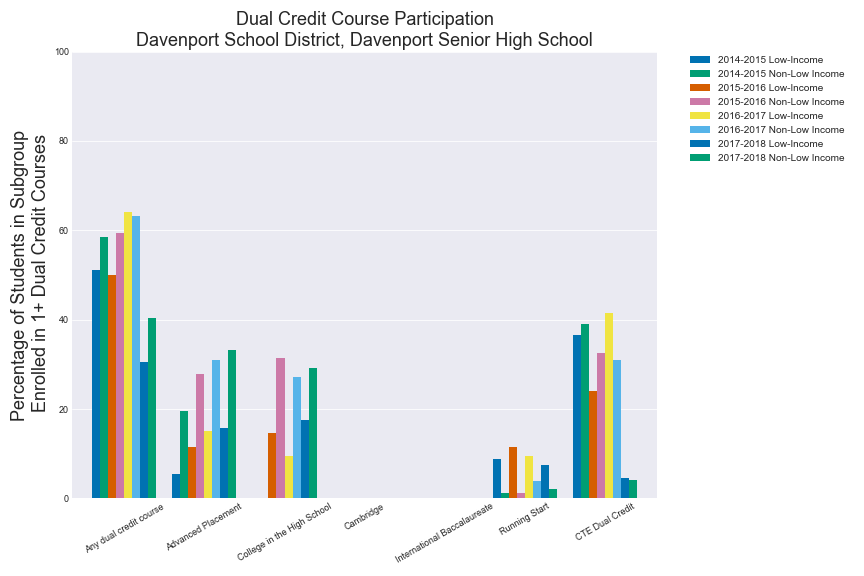 Dual Credit Course Participation
Davenport School District, Davenport Senior High School
Percentage of Students in Subgroup
Enrolled in 1+ Dual Credit Courses
100
80
60
40
20
0
Any dual credit course
Advanced Placement
College in the High School
Cambridge
International Baccalaureate
Running Start
CTE Dual Credit
2014-2015 Low-Income
2014-2015 Non-Low Income
2015-2016 Low-Income
2015-2016 Non-Low Income
2016-2017 Low-Income
2016-2017 Non-Low Income
2017-2018 Low-Income
2017-2018 Non-Low Income